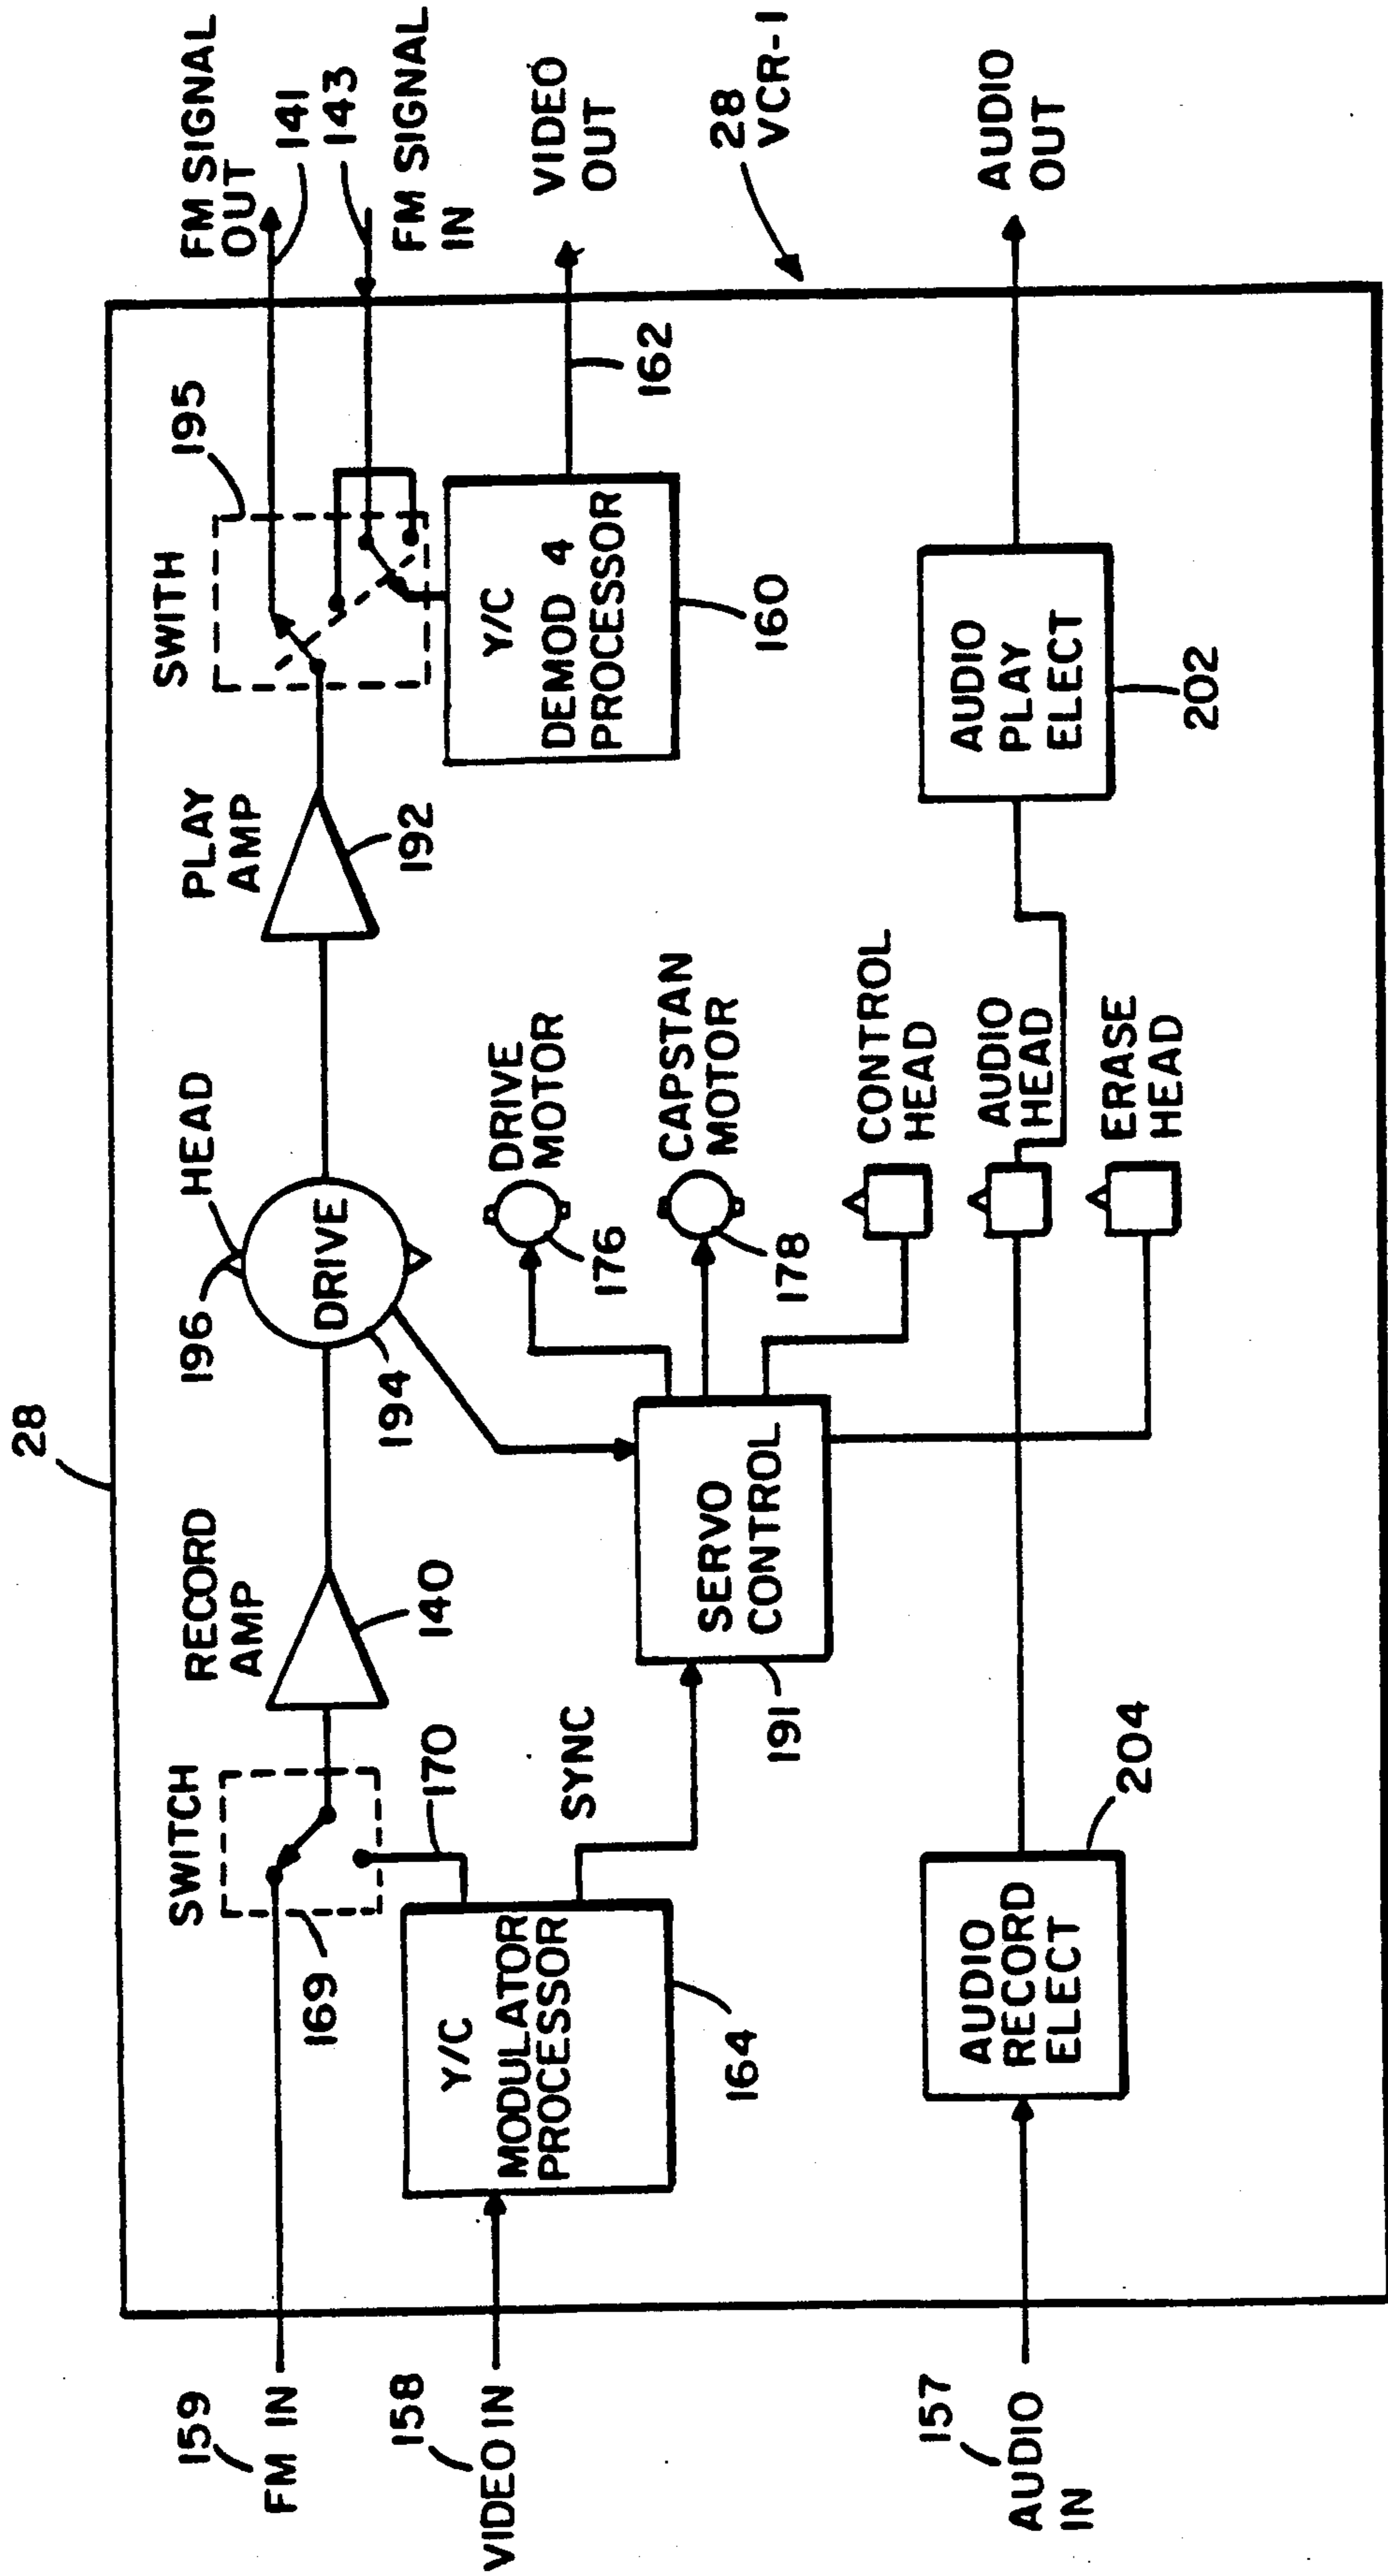 28
159
FM IN
158
VIDEO IN
157
AUDIO
IN
SWITCH
169
170
RECORD
AMP
140
Y/C
MODULATOR
PROCESSOR
164
SYNC
196
HEAD
DRIVE
194
SERVO
CONTROL
191
DRIVE
MOTOR
176
CAPSTAN
MOTOR
178
CONTROL
HEAD
AUDIO
HEAD
ERASE
HEAD
PLAY
AMP
192
SWITH
195
Y/C
DEMOD 4
PROCESSOR
160
162
AUDIO
RECORD
ELECT
204
AUDIO
PLAY
ELECT
202
FM SIGNAL
OUT
141
143
FM SIGNAL
IN
VIDEO
OUT
28
VCR-1
AUDIO
OUT